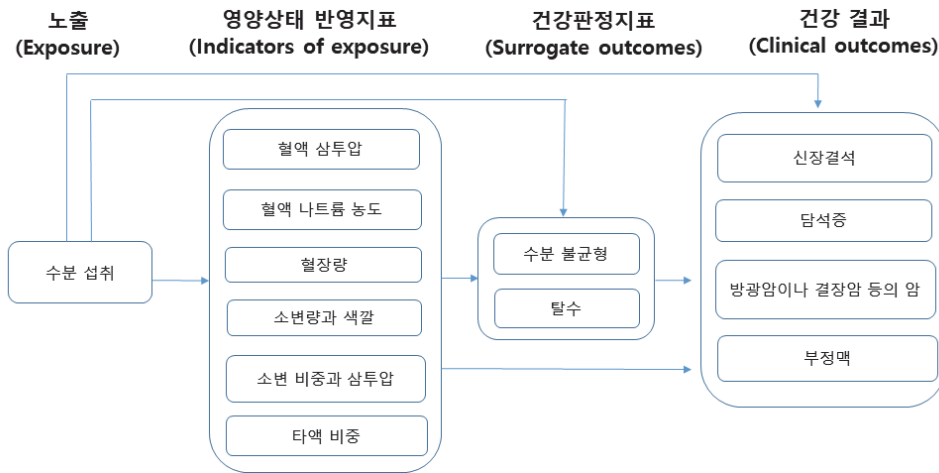 노출
(Exposure)
영양상태 반영지표
(Indicators of exposure)
건강판정지표
(Surrogate outcomes)
건강 결과
(Clinical outcomes)
수분 섭취
혈액 삼투압
혈액 나트륨 농도
혈장량
소변량과 색깔
소변 비중과 삼투압
타액 비중
수분 불균형
탈수
신장결석
담석증
방광암이나 결장암 등의 암
부정맥